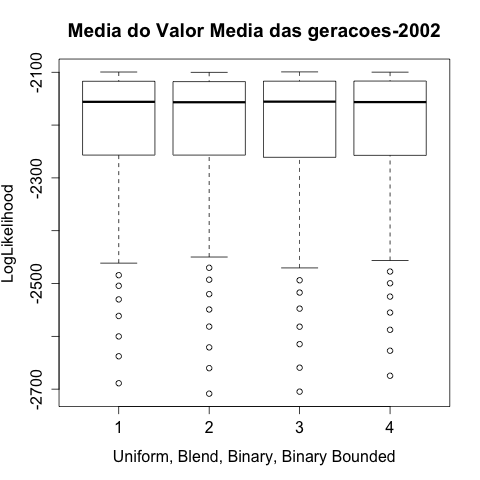 Media do Valor Media das geracoes-2002
LogLikelihood
-2100
-2300
-2500
-2700
1 2 3 4
Uniform, Blend, Binary, Binary Bounded